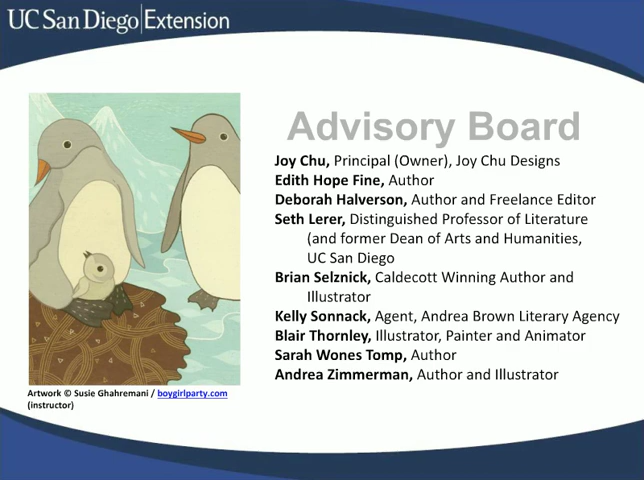 UC San Diego|Extension
Advisory Board
Joy Chu, Principal (Owner), Joy Chu Designs
Edith Hope Fine, Author
Deborah Halverson, Author and Freelance Editor
Seth Lerer, Distinguished Professor of Literature
(and former Dean of Arts and Humanities,
UC San Diego
Brian Selznick, Caldecott Winning Author and
Illustrator
Kelly Sonnack, Agent, Andrea Brown Literary Agency
Blair Thornley, Illustrator, Painter and Animator
Sarah Wones Tomp, Author
Andrea Zimmerman, Author and Illustrator
Artwork © Susie Ghahremani / boygirlparty.com
(instructor)